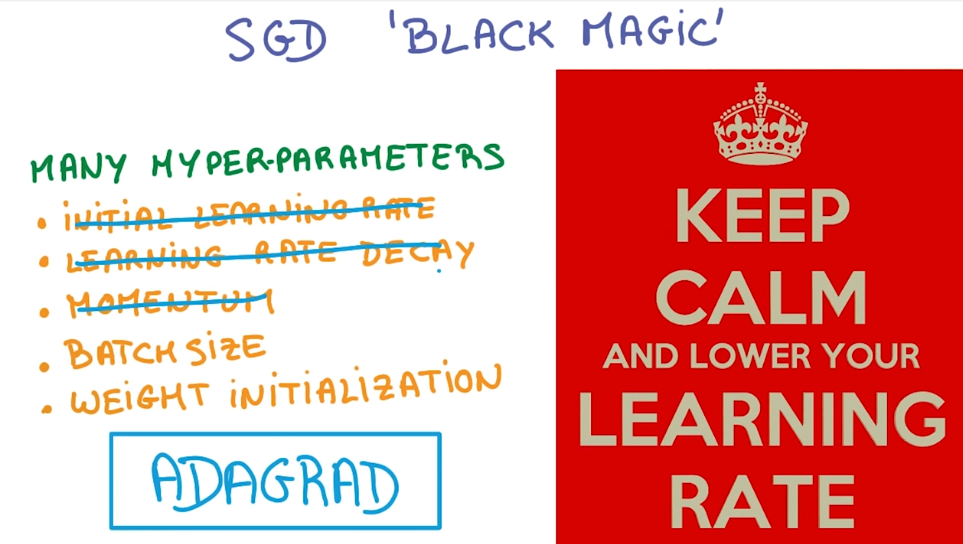 SGD 'BLACK MAGIC'
MANY HYPER-PARAMETERS
• INITIAL LEARNING RATE
• LEARNING RATE DECAY
• MOMENTUM
• BATCH SIZE
• WEIGHT INITIALIZATION
ADAGRAD
KEEP
CALM
AND LOWER YOUR
LEARNING
RATE